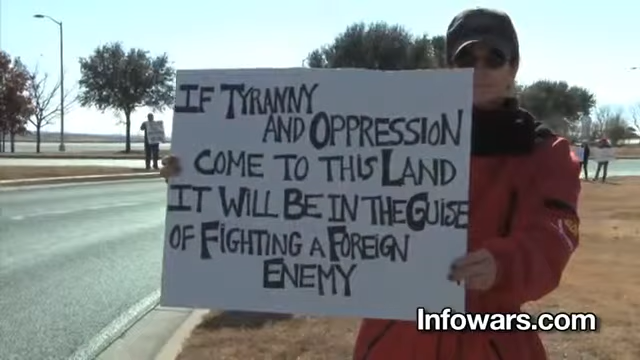 IF TYRANNY
AND OPPRESSION
COME TO THIS LAND
IT WILL BE IN THE GUISE
OF FIGHTING A FOREIGN
ENEMY
Infowars.com